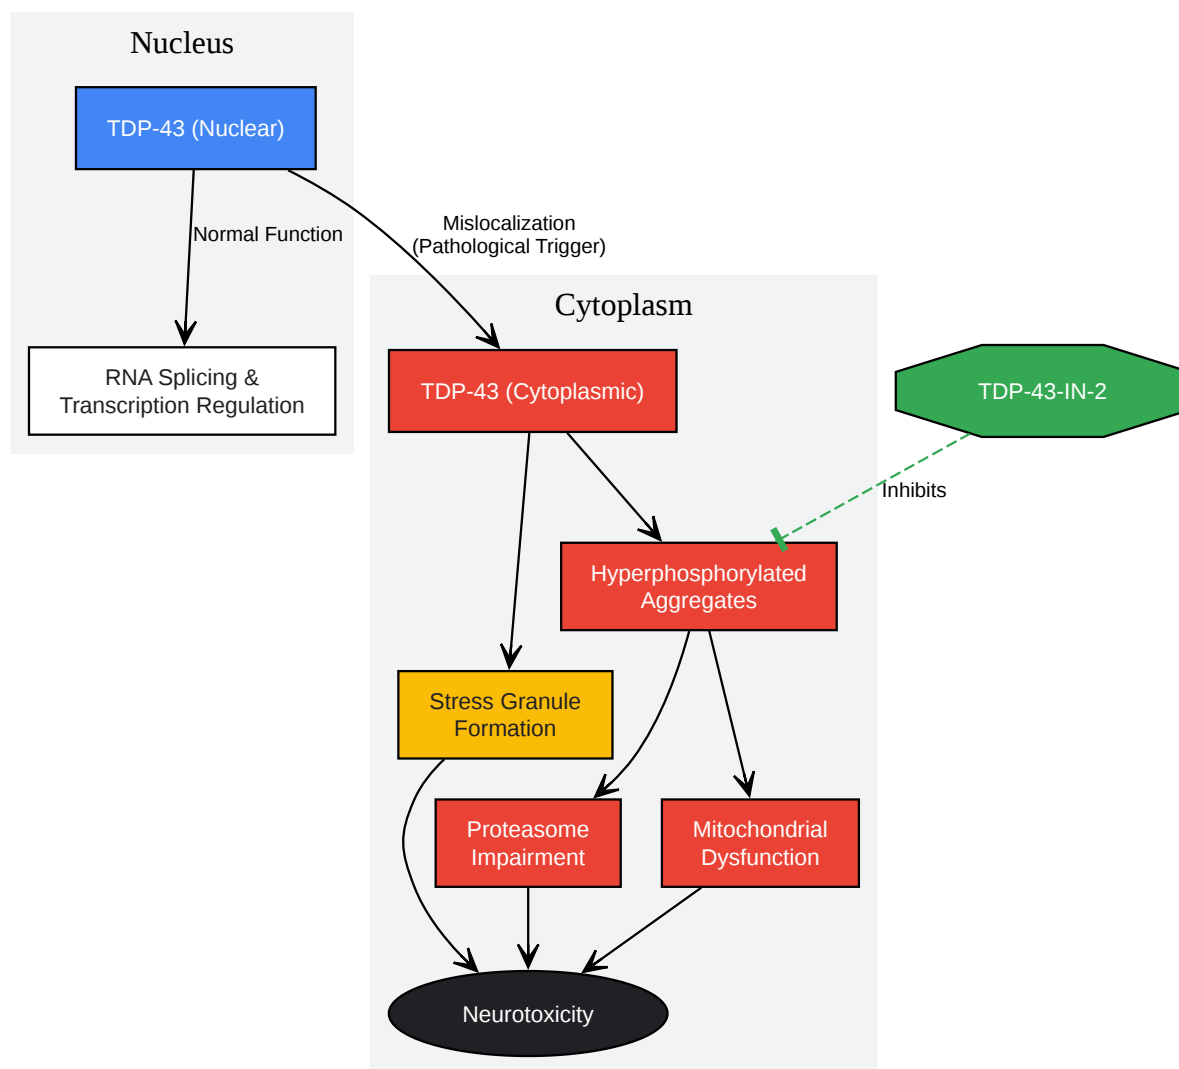 Nucleus
TDP-43 (Nuclear)
Normal Function
Mislocalization
(Pathological Trigger)
RNA Splicing &
Transcription Regulation
Cytoplasm
TDP-43 (Cytoplasmic)
TDP-43-IN-2
Inhibits
Hyperphosphorylated
Aggregates
Stress Granule
Formation
Proteasome
Impairment
Mitochondrial
Dysfunction
Neurotoxicity